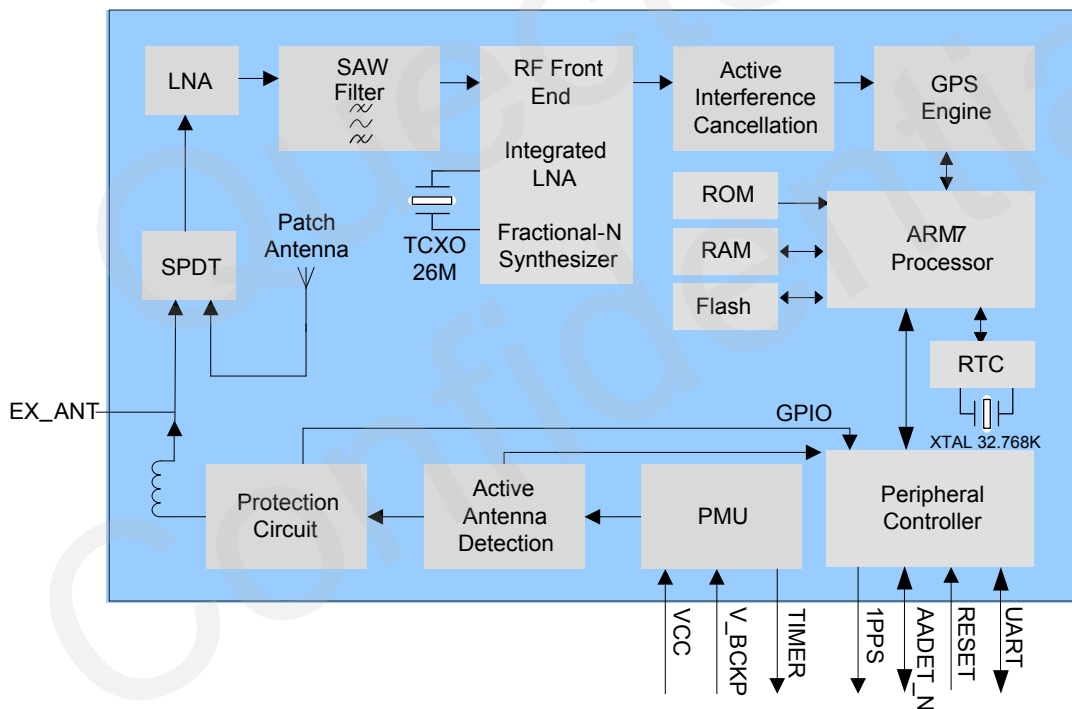 LNA
SAW
Filter
RF Front
End
Integrated
LNA
Fractional-N
Synthesizer
Active
Interference
Cancellation
GPS
Engine
TCXO
26M
ROM
RAM
Flash
ARM7
Processor
SPDT
Patch
Antenna
RTC
XTAL 32.768K
EX_ANT
GPIO
Protection
Circuit
Active
Antenna
Detection
PMU
Peripheral
Controller
VCC
V_BCKP
TIMER
1PPS
AADET_N
RESET
UART
Quectel
Confidential